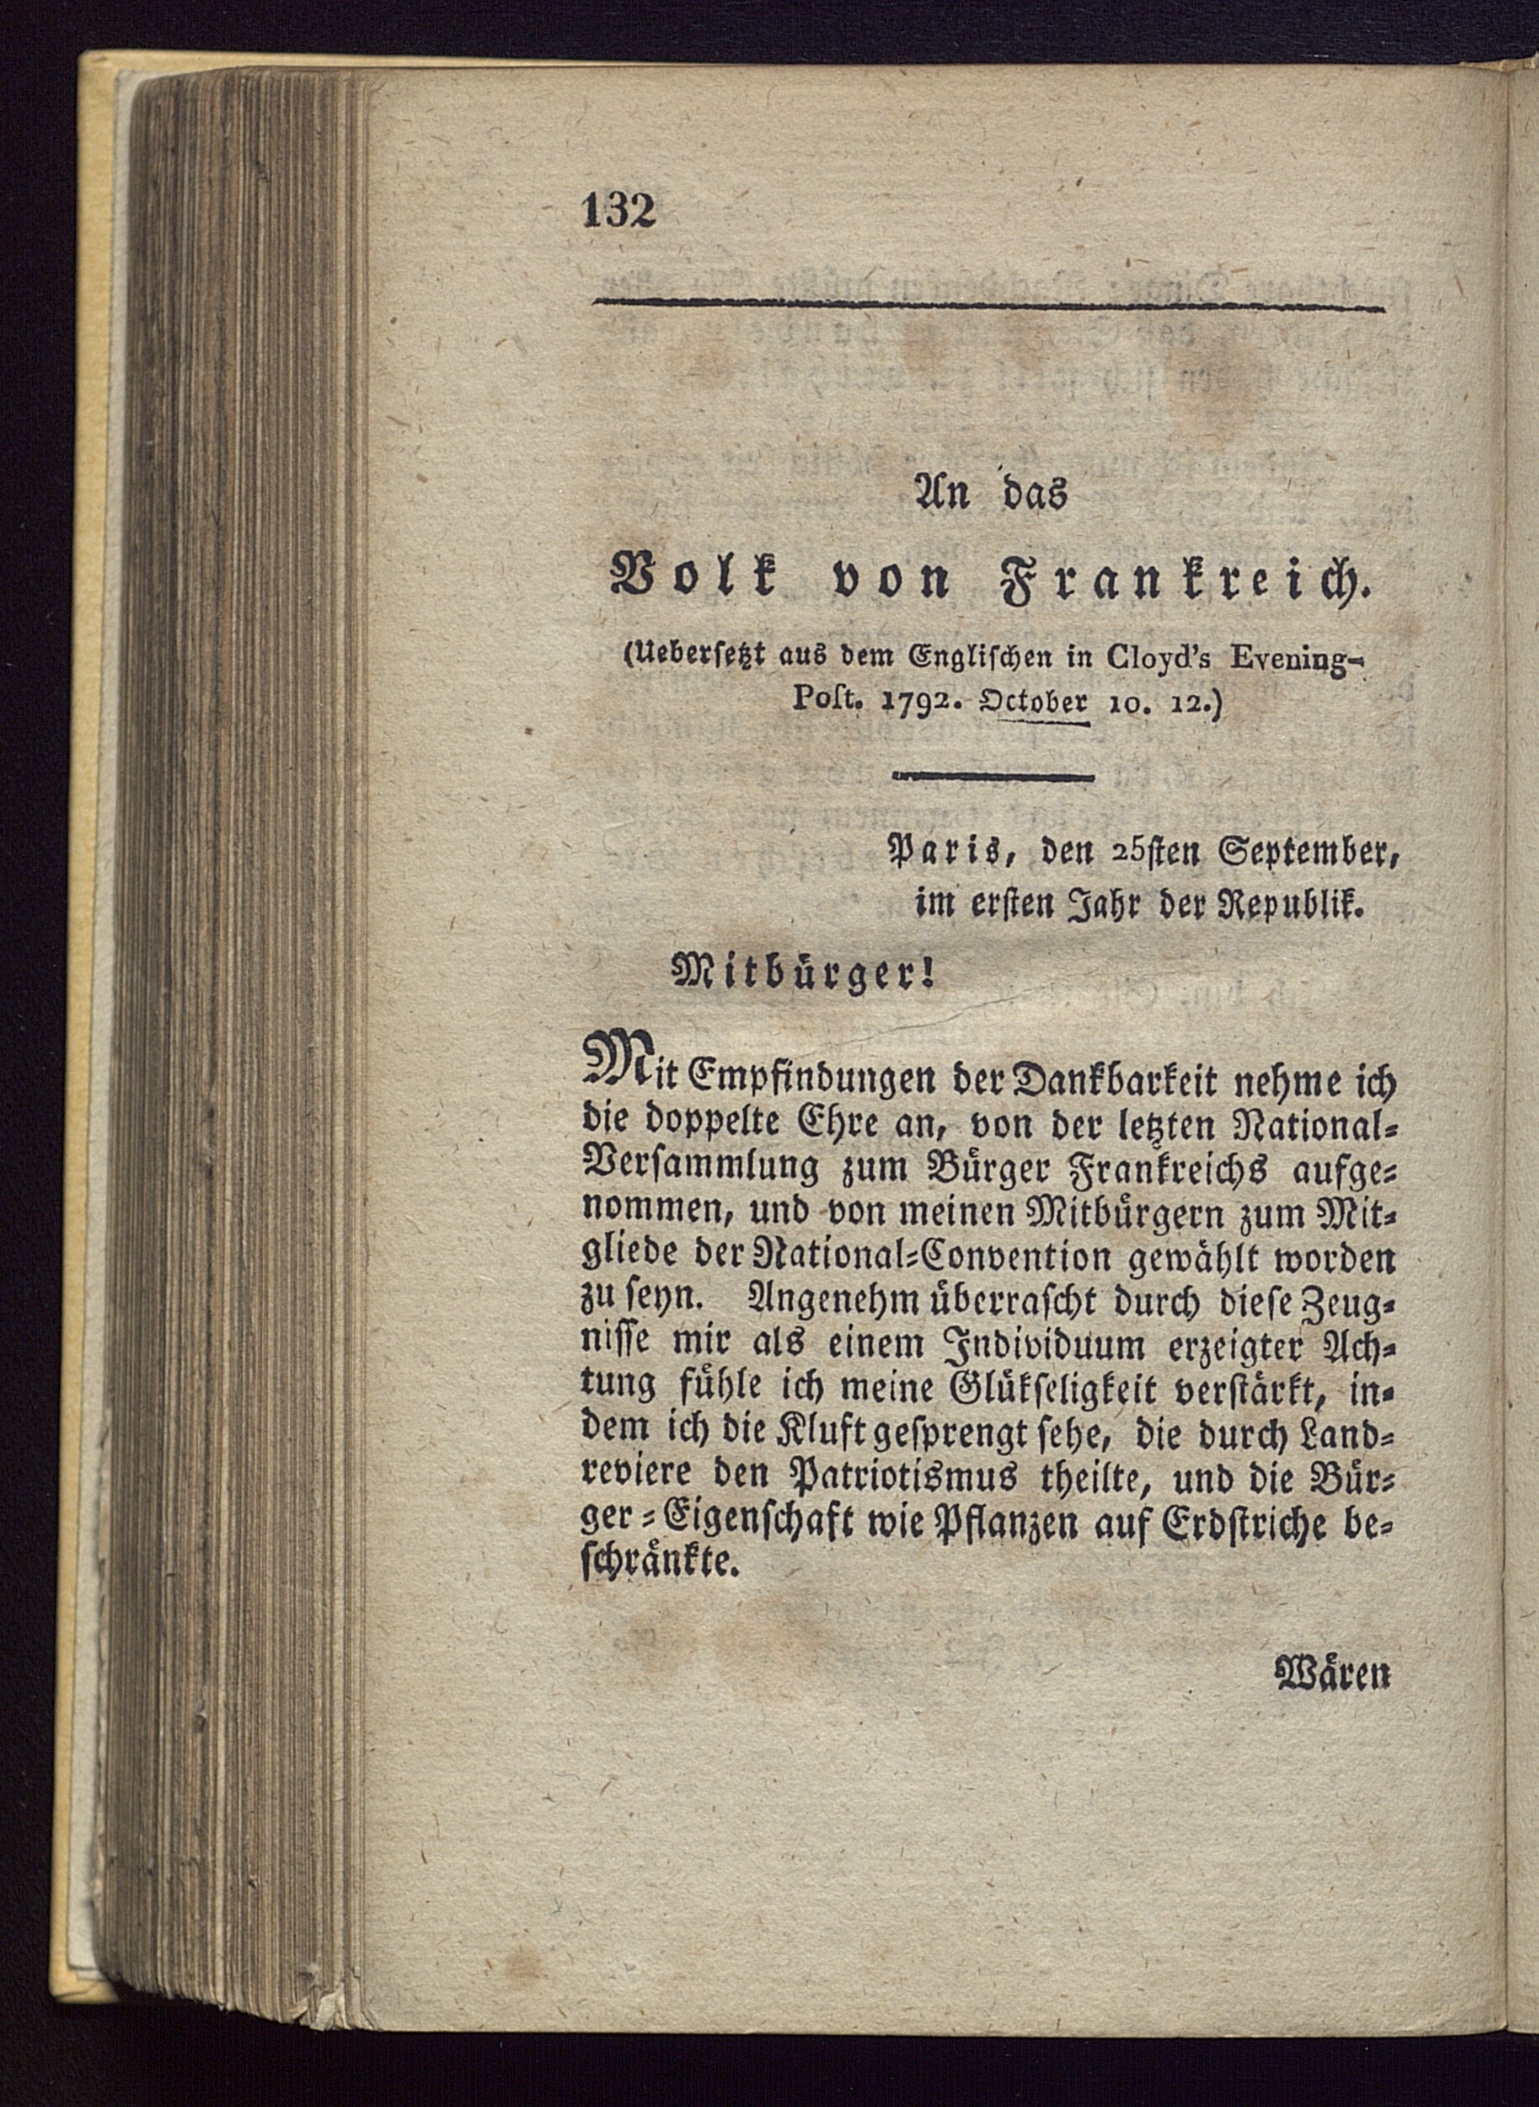 132
An das
Volk von Frankreich.
(Ueberſetzt aus dem Engliſchen in Cloyd's Evening-
Poſt. 1792. October 10. 12.)
Paris, den 25ſten September,
im erſten Jahr der Republik.
Mitbürger!
Mit Empfindungen der Dankbarkeit nehme ich
die doppelte Ehre an, von der letzten National-
Verſammlung zum Bürger Frankreichs aufge-
nommen, und von meinen Mitbürgern zum Mit-
gliede der National-Convention gewählt worden
zu ſeyn. Angenehm überraſcht durch dieſe Zeug-
niſſe mir als einem Individuum erzeigter Ach-
tung fühle ich meine Glükſeligkeit verſtärkt, in-
dem ich die Kluft geſprengt ſehe, die durch Land-
reviere den Patriotismus theilte, und die Bür-
ger-Eigenſchaft wie Pflanzen auf Erdſtriche be-
ſchränkte.
Wären